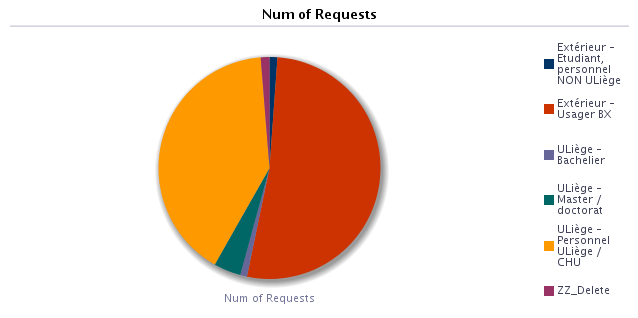 Num of Requests
Extérieur -
Etudiant,
personnel
NON ULiège
Extérieur -
Usager BX
ULiège -
Bachelier
ULiège -
Master /
doctorat
ULiège -
Personnel
ULiège /
CHU
ZZ_Delete
Num of Requests